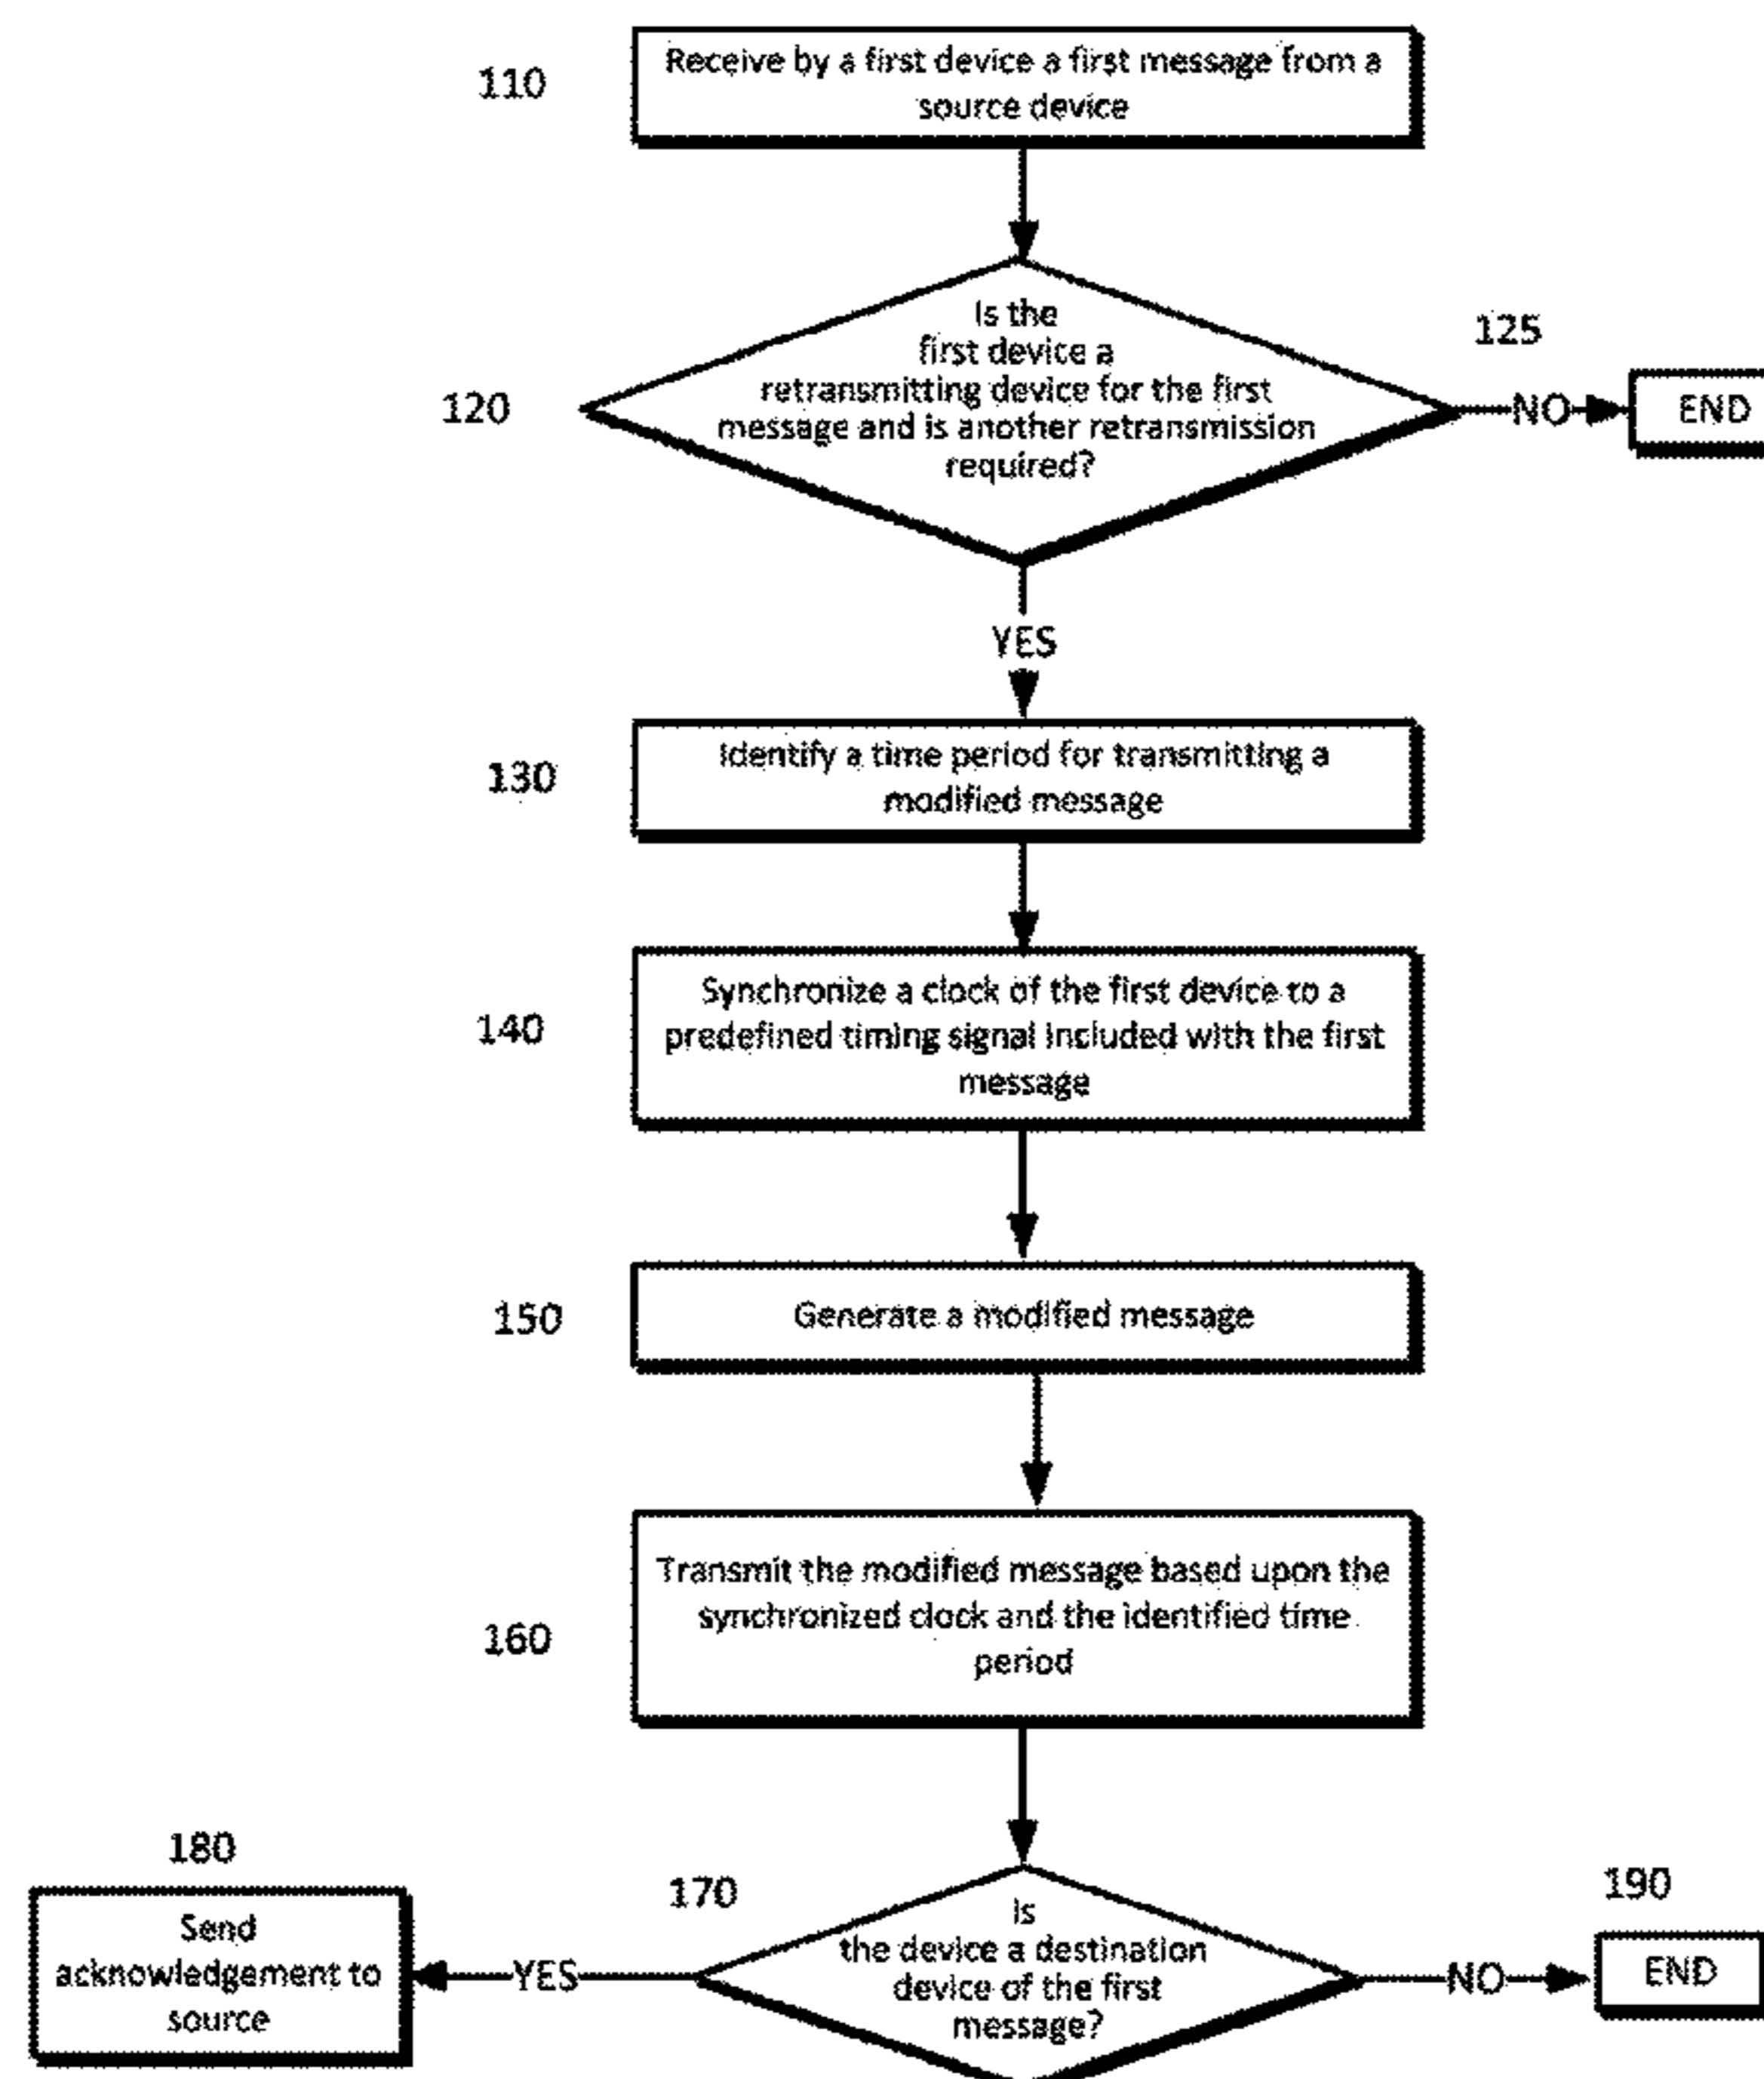 110
Receive by a first device a first message from a
source device
120
Is the
first device a
retransmitting device for the first
message and is another retransmission
required?
125
NO
END
YES
130
Identify a time period for transmitting a
modified message
140
Synchronize a clock of the first device to a
predefined timing signal included with the first
message
150
Generate a modified message
160
Transmit the modified message based upon the
synchronized clock and the identified time
period
170
Is
the device a destination
device of the first
message?
180
Send
acknowledgement to
source
YES
NO
190
END